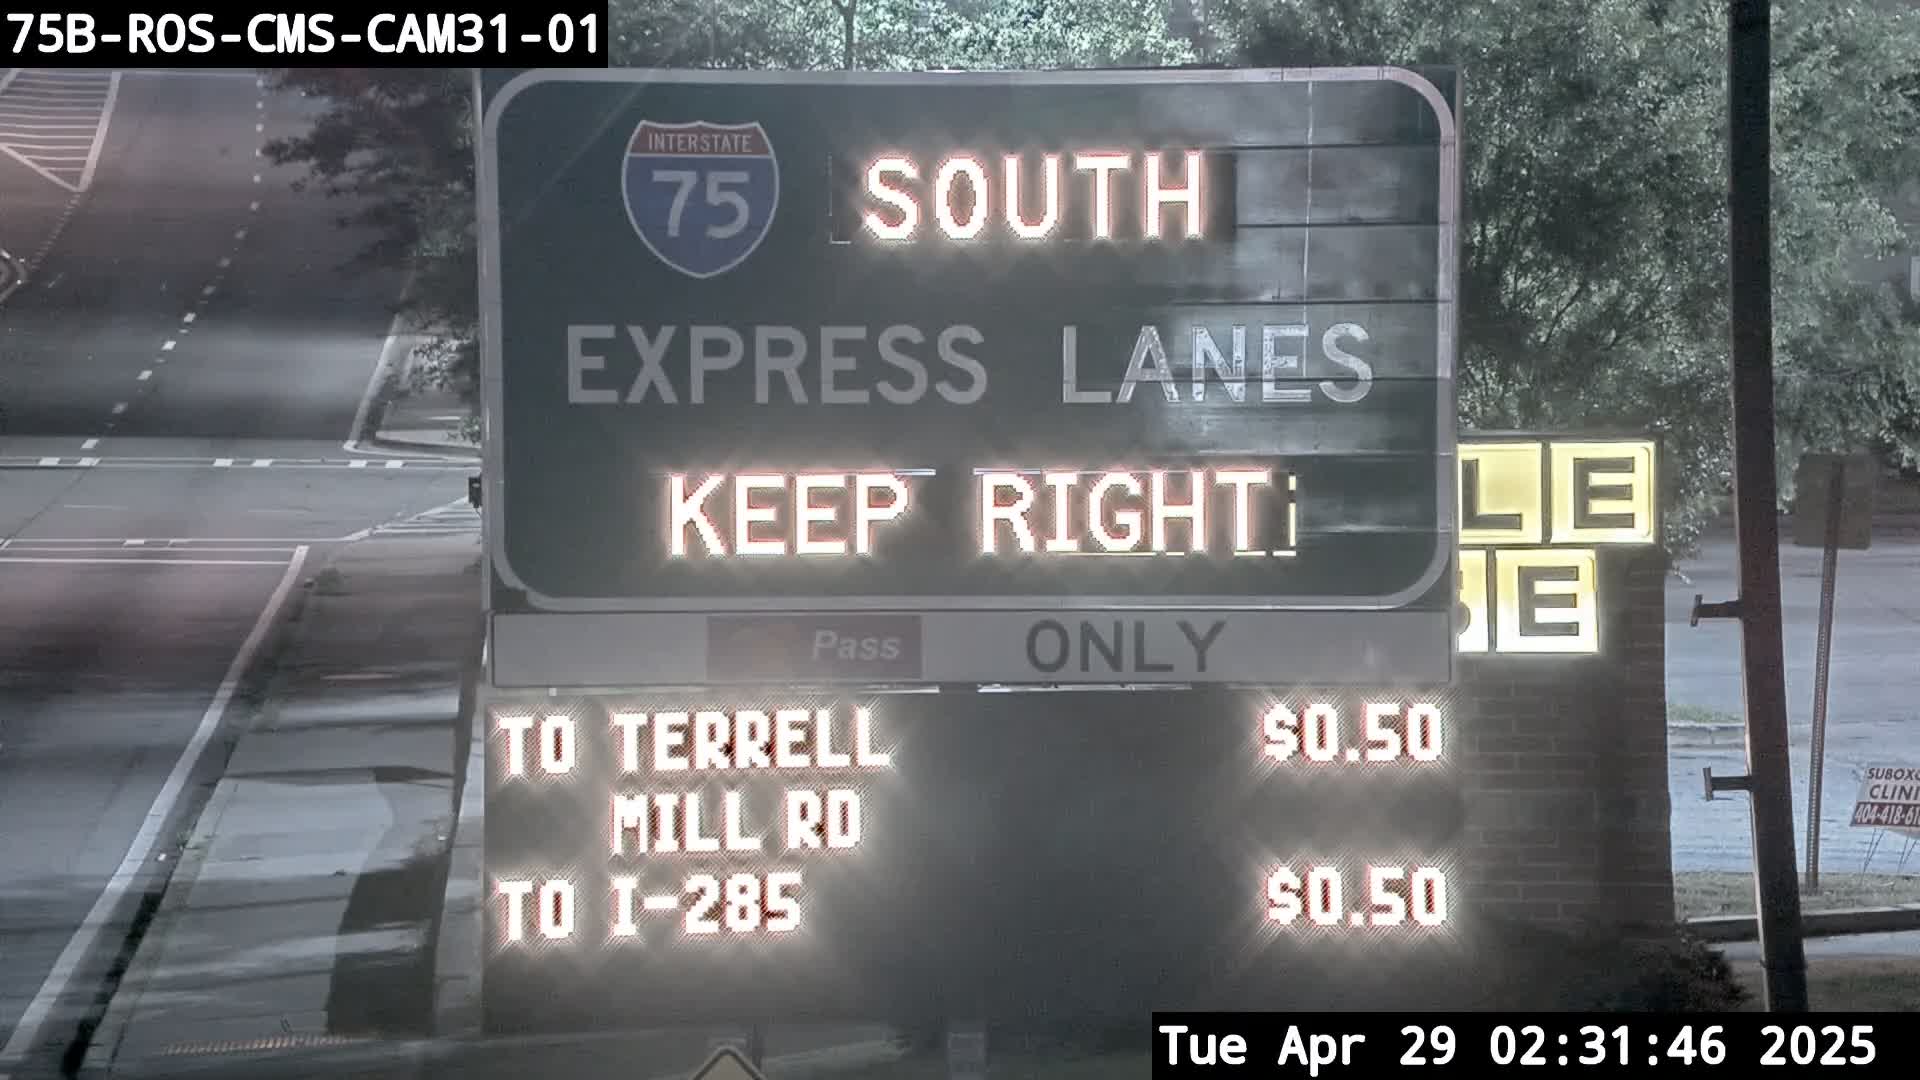 75B-ROS-CMS-CAM31-01
INTERSTATE
75
SOUTH
EXPRESS LANES
KEEP RIGHT
Pass ONLY
TO TERRELL $0.50
MILL RD
TO I-285 $0.50
LE
E
Tue Apr 29 02:31:46 2025